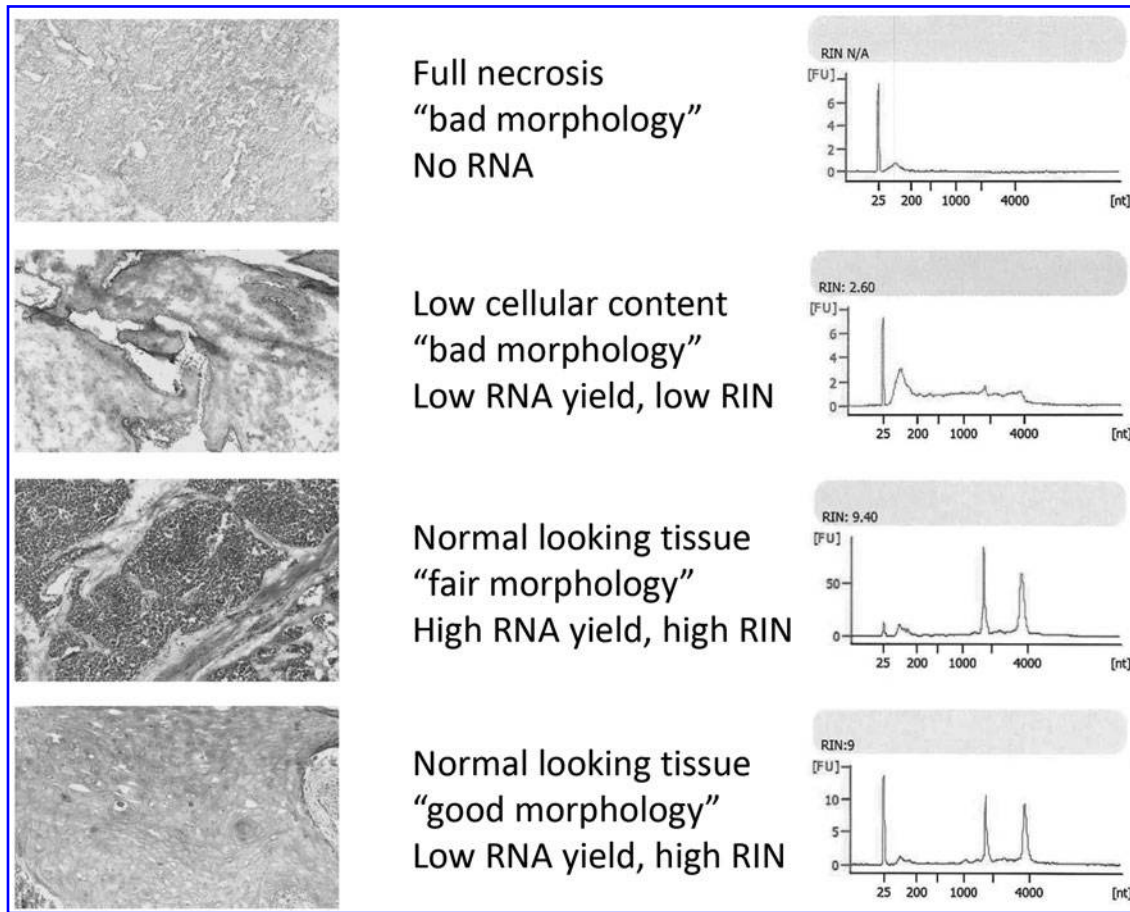 Full necrosis
“bad morphology”
No RNA
RIN N/A
[FU]
6
4
2
0
25 200 1000 4000 [nt]
Low cellular content
“bad morphology”
Low RNA yield, low RIN
RIN: 2.60
[FU]
6
4
2
0
25 200 1000 4000 [nt]
Normal looking tissue
“fair morphology”
High RNA yield, high RIN
RIN: 9.40
[FU]
50
0
25 200 1000 4000 [nt]
Normal looking tissue
“good morphology”
Low RNA yield, high RIN
RIN:9
[FU]
10
5
0
25 200 1000 4000 [nt]